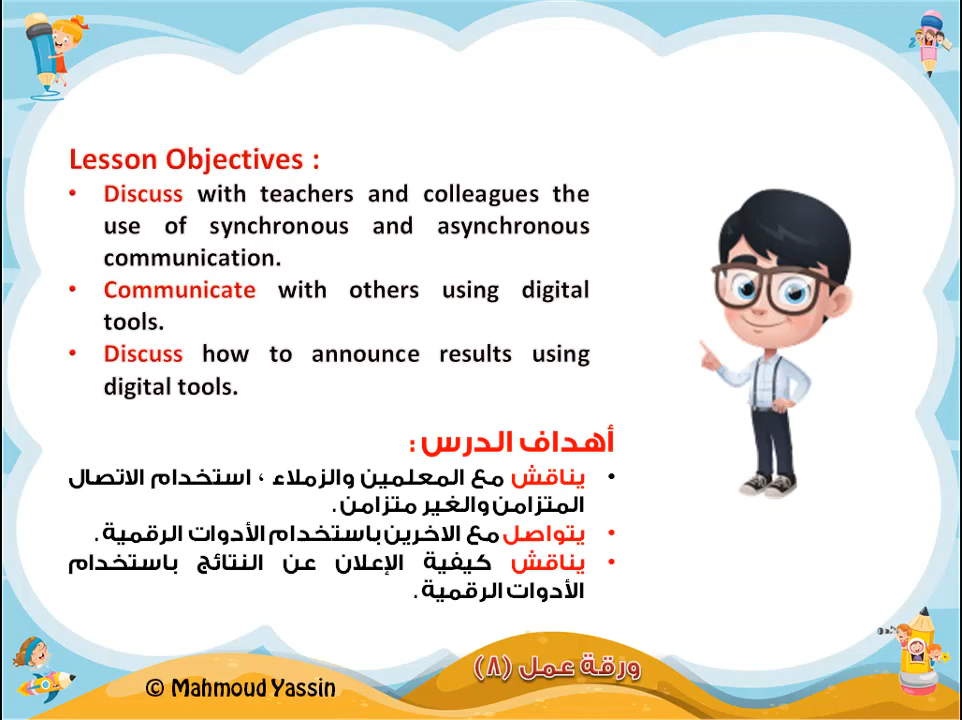 Lesson Objectives :
• Discuss with teachers and colleagues the
use of synchronous and asynchronous
communication.
• Communicate with others using digital
tools.
• Discuss how to announce results using
digital tools.
أهداف الدرس :
• يناقش مع المعلمين والزملاء ، استخدام الاتصال
المتزامن والغير متزامن .
• يتواصل مع الاخرين باستخدام الأدوات الرقمية .
• يناقش كيفية الإعلان عن النتائج باستخدام
الأدوات الرقمية .
ورقة عمل (٨)
© Mahmoud Yassin